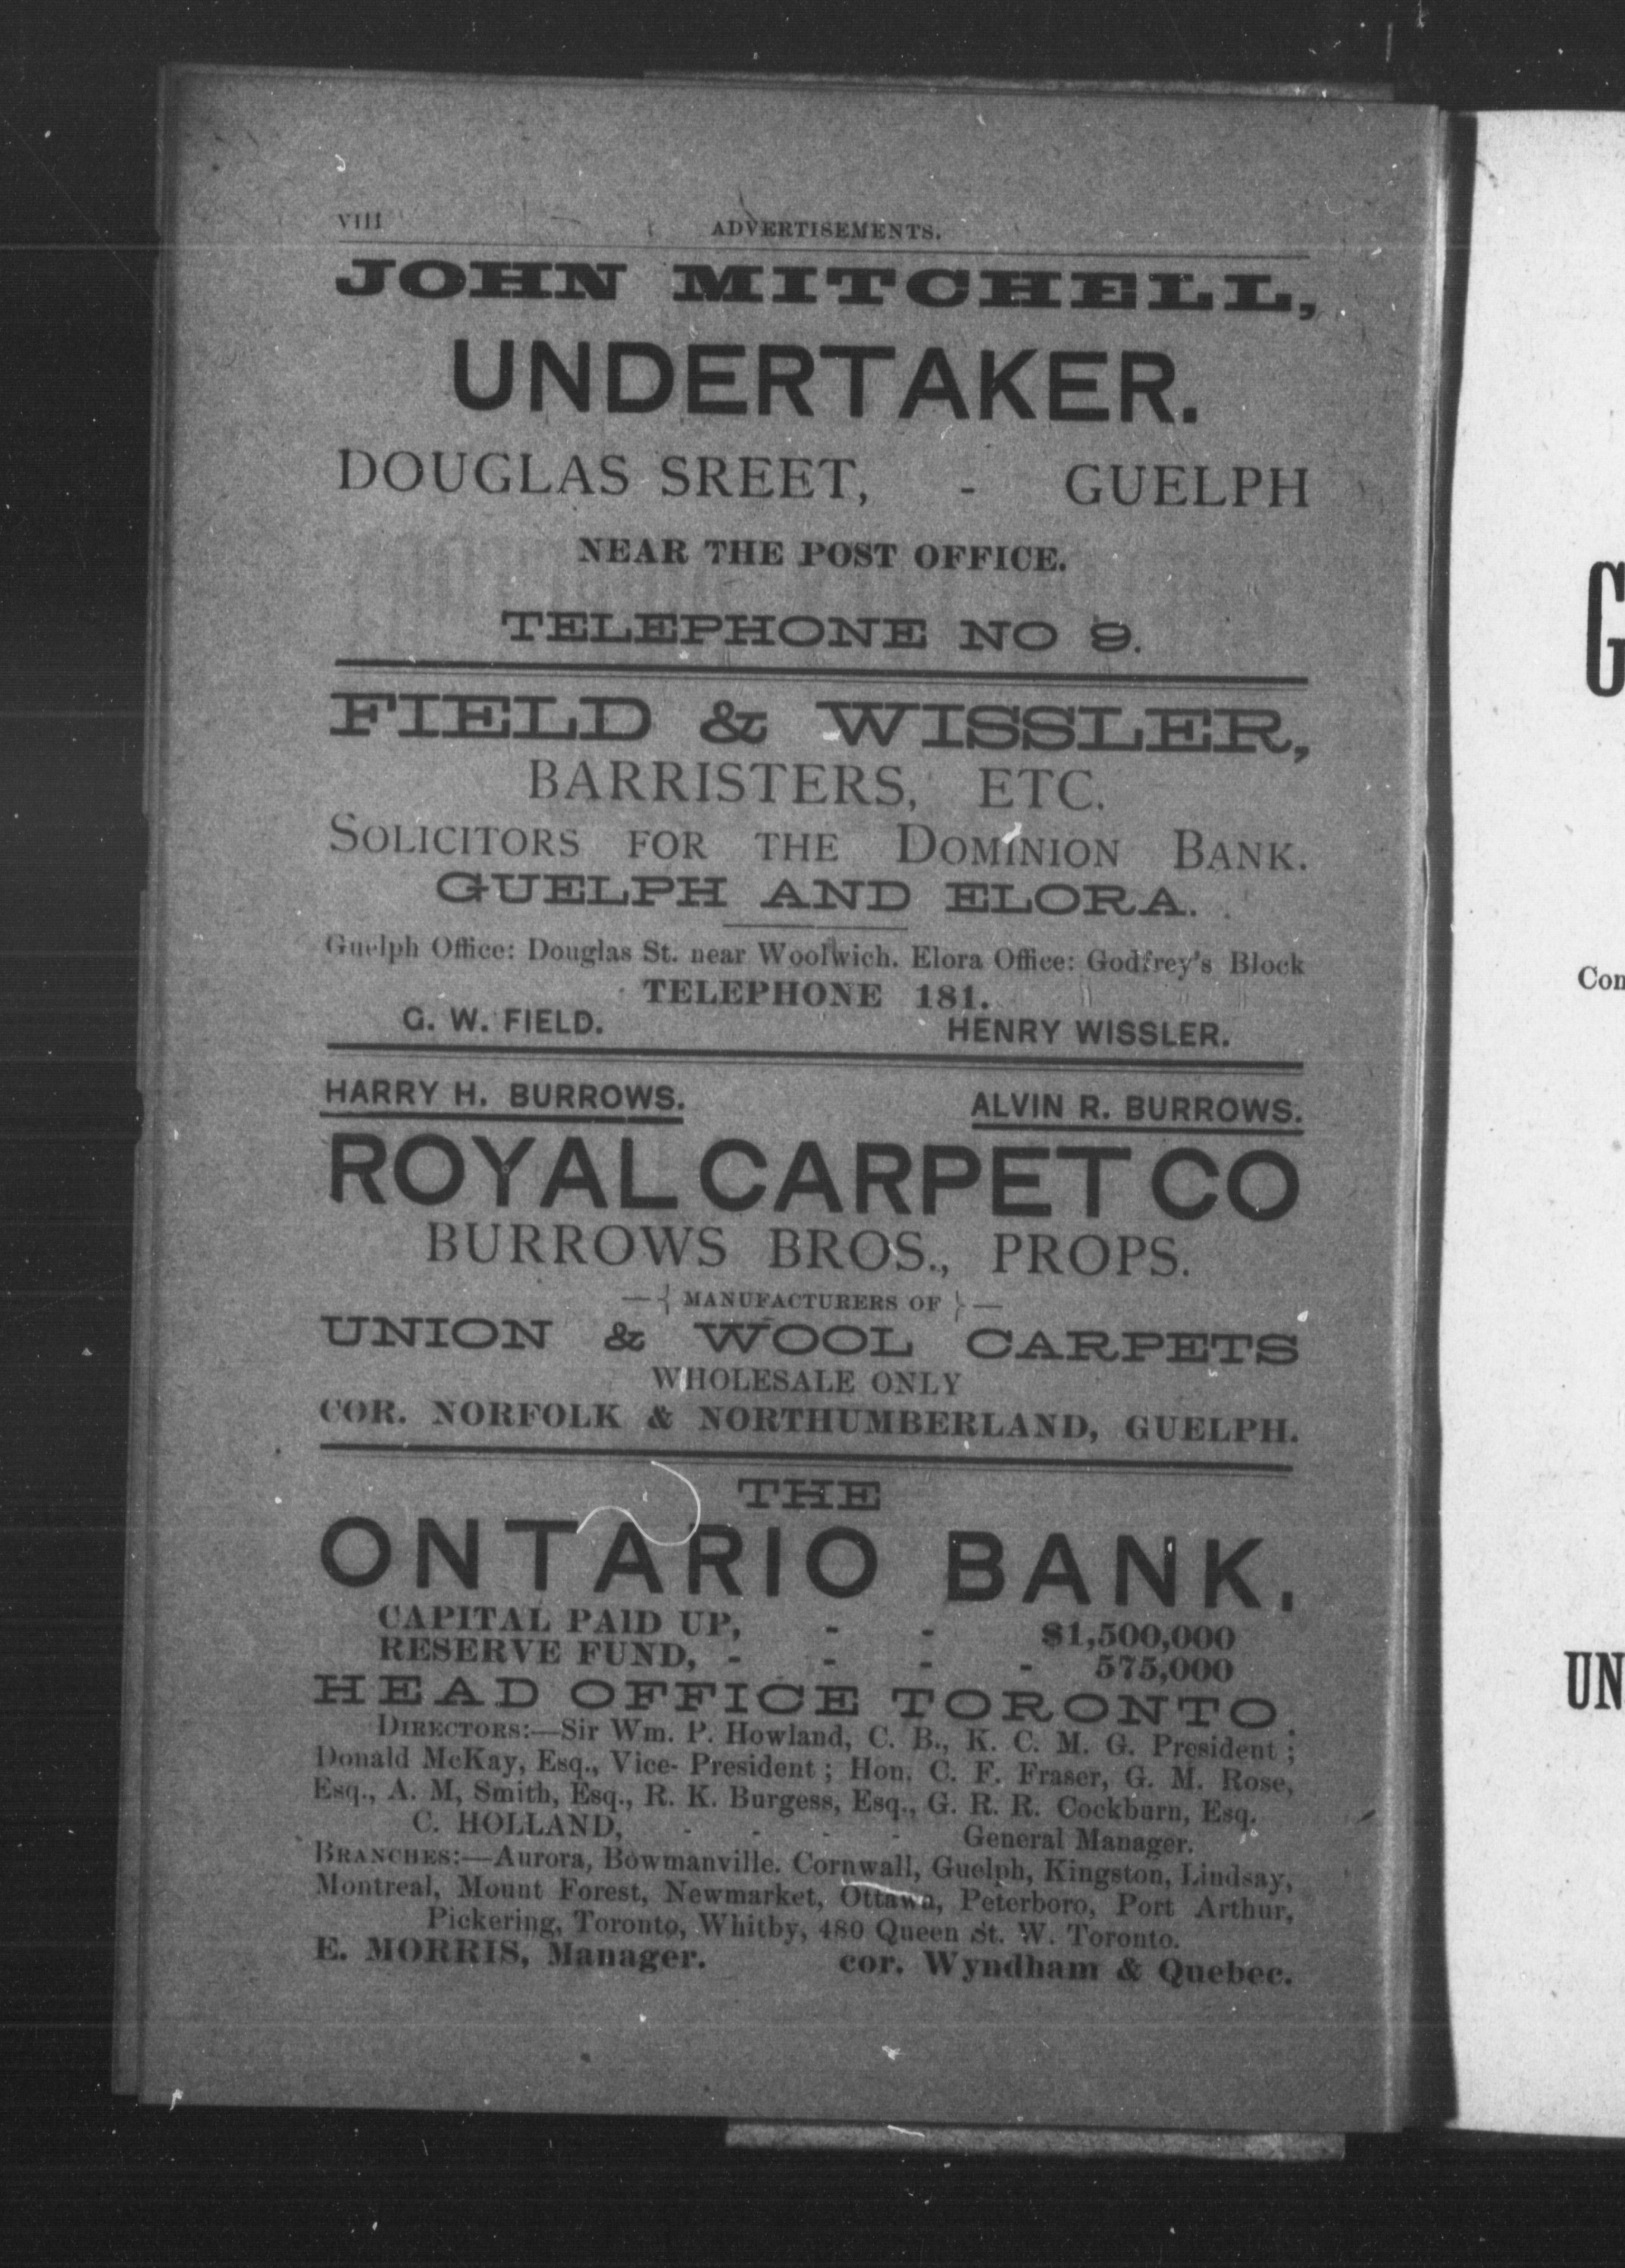 VIII ADVERTISEMENTS.
JOHN MITCHELL,
UNDERTAKER.
DOUGLAS SREET, - GUELPH
NEAR THE POST OFFICE.
TELEPHONE NO 9.
FIELD & WISSLER,
BARRISTERS, ETC.
SOLICITORS FOR THE DOMINION BANK.
GUELPH AND ELORA.
Guelph Office: Douglas St. near Woolwich. Elora Office: Godfrey's Block
TELEPHONE 181.
G. W. FIELD. HENRY WISSLER.
HARRY H. BURROWS. ALVIN R. BURROWS.
ROYAL CARPET CO
BURROWS BROS., PROPS.
—{ MANUFACTURERS OF }—
UNION & WOOL CARPETS
WHOLESALE ONLY
COR. NORFOLK & NORTHUMBERLAND, GUELPH.
THE
ONTARIO BANK,
CAPITAL PAID UP, - - $1,500,000
RESERVE FUND, - - - - 575,000
HEAD OFFICE TORONTO.
DIRECTORS:—Sir Wm. P. Howland, C. B., K. C. M. G. President ;
Donald McKay, Esq., Vice- President ; Hon. C. F. Fraser, G. M. Rose,
Esq., A. M, Smith, Esq., R. K. Burgess, Esq., G. R. R. Cockburn, Esq.
C. HOLLAND, - - - - General Manager.
BRANCHES:—Aurora, Bowmanville. Cornwall, Guelph, Kingston, Lindsay,
Montreal, Mount Forest, Newmarket, Ottawa, Peterboro, Port Arthur,
Pickering, Toronto, Whitby, 480 Queen St. W. Toronto.
E. MORRIS, Manager. cor. Wyndham & Quebec.
G
Con
UN